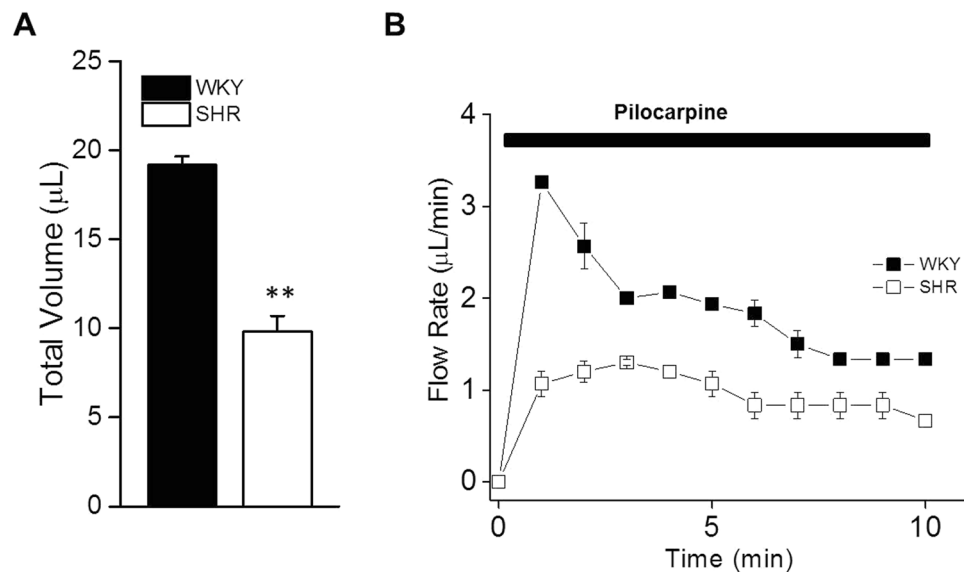 A
Total Volume (μL)
25
20
15
10
5
0
WKY
SHR
**
B
Pilocarpine
Flow Rate (μL/min)
4
3
2
1
0
WKY
SHR
0 5 10
Time (min)